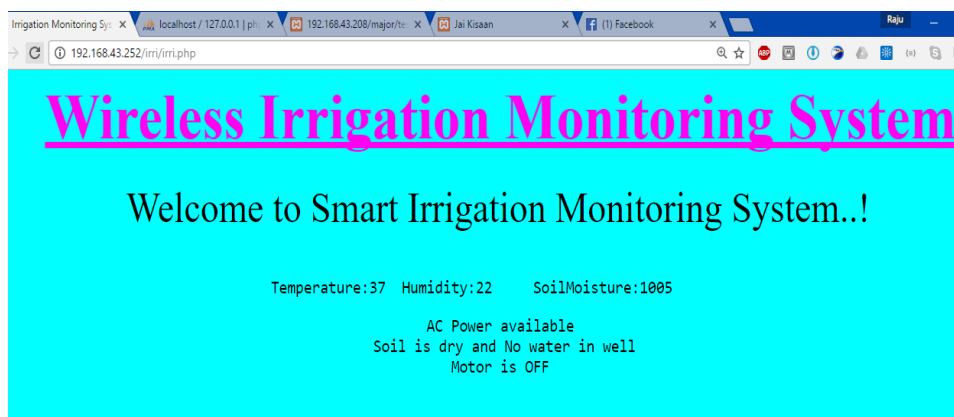 Irrigation Monitoring Sys localhost / 127.0.0.1 | ph 192.168.43.208/major/te Jai Kisaan (1) Facebook Raju
192.168.43.252/irri/irri.php ABP
Wireless Irrigation Monitoring System
Welcome to Smart Irrigation Monitoring System..!
Temperature:37 Humidity:22 SoilMoisture:1005
AC Power available
Soil is dry and No water in well
Motor is OFF